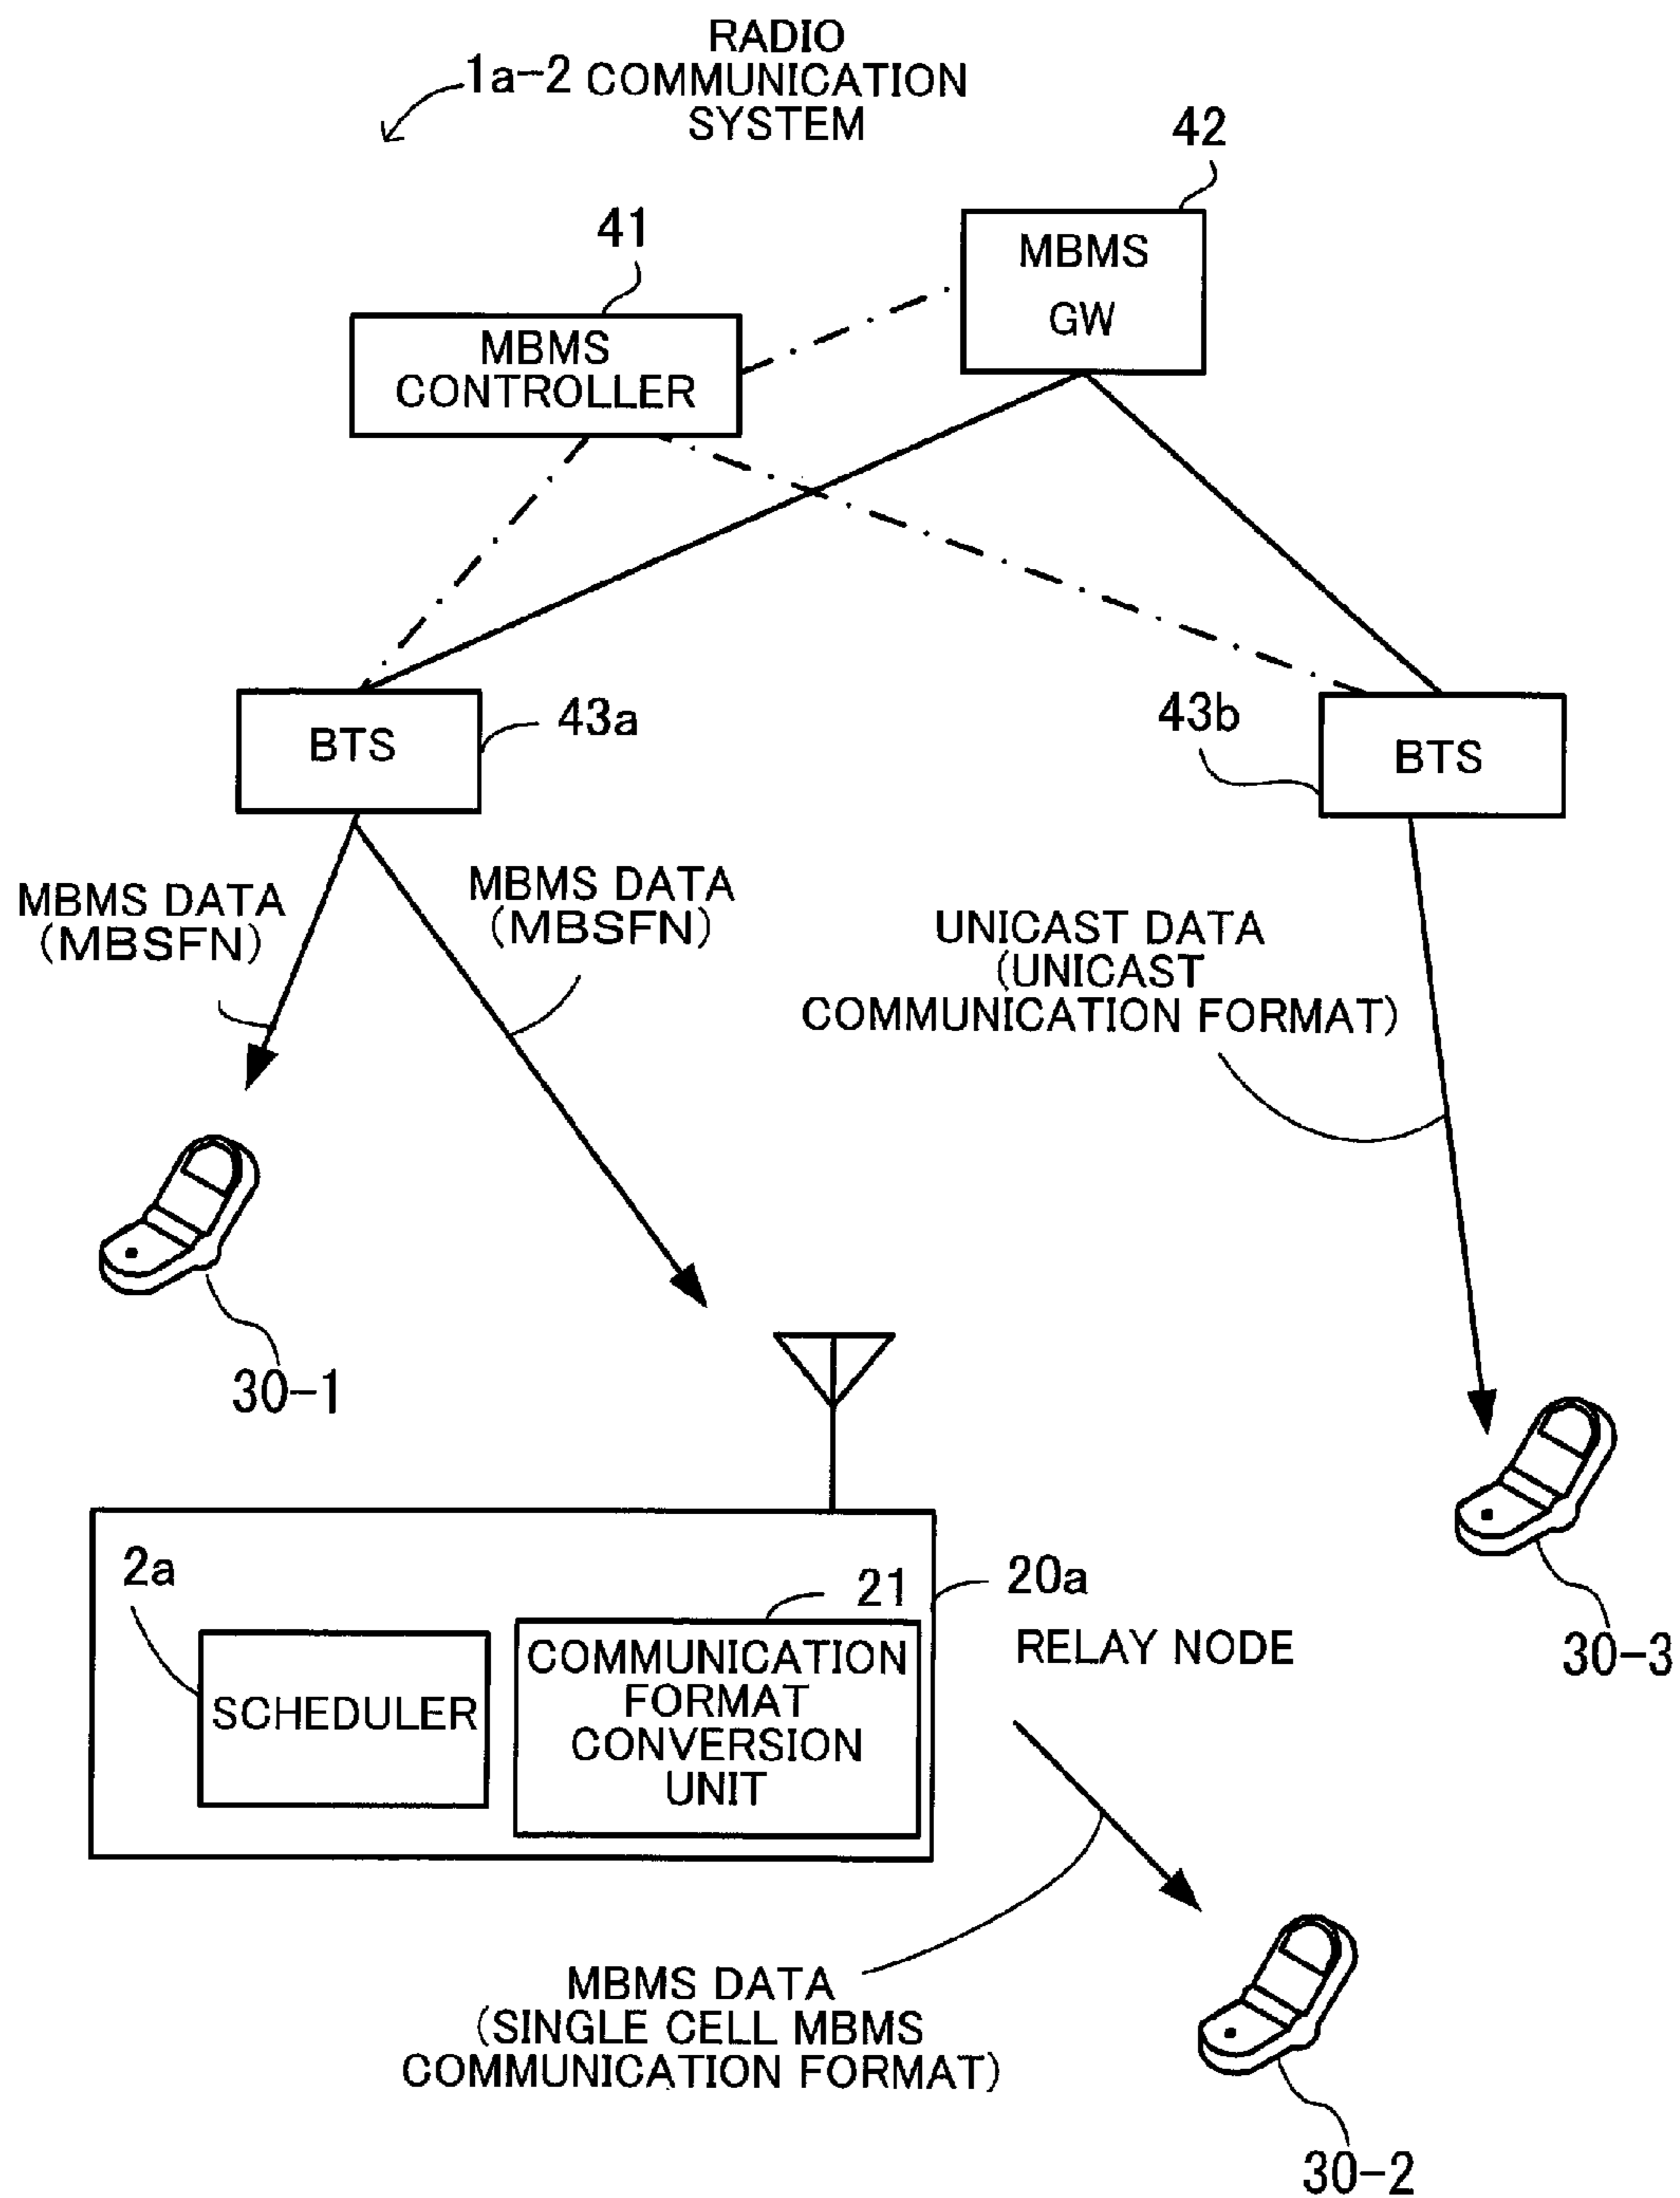 RADIO
1a-2 COMMUNICATION
SYSTEM
42
MBMS
GW
41
MBMS
CONTROLLER
BTS
43a
43b
BTS
MBMS DATA
(MBSFN)
MBMS DATA
(MBSFN)
UNICAST DATA
(UNICAST
COMMUNICATION FORMAT)
30-1
30-3
2a
SCHEDULER
21
COMMUNICATION
FORMAT
CONVERSION
UNIT
20a
RELAY NODE
MBMS DATA
(SINGLE CELL MBMS
COMMUNICATION FORMAT)
30-2